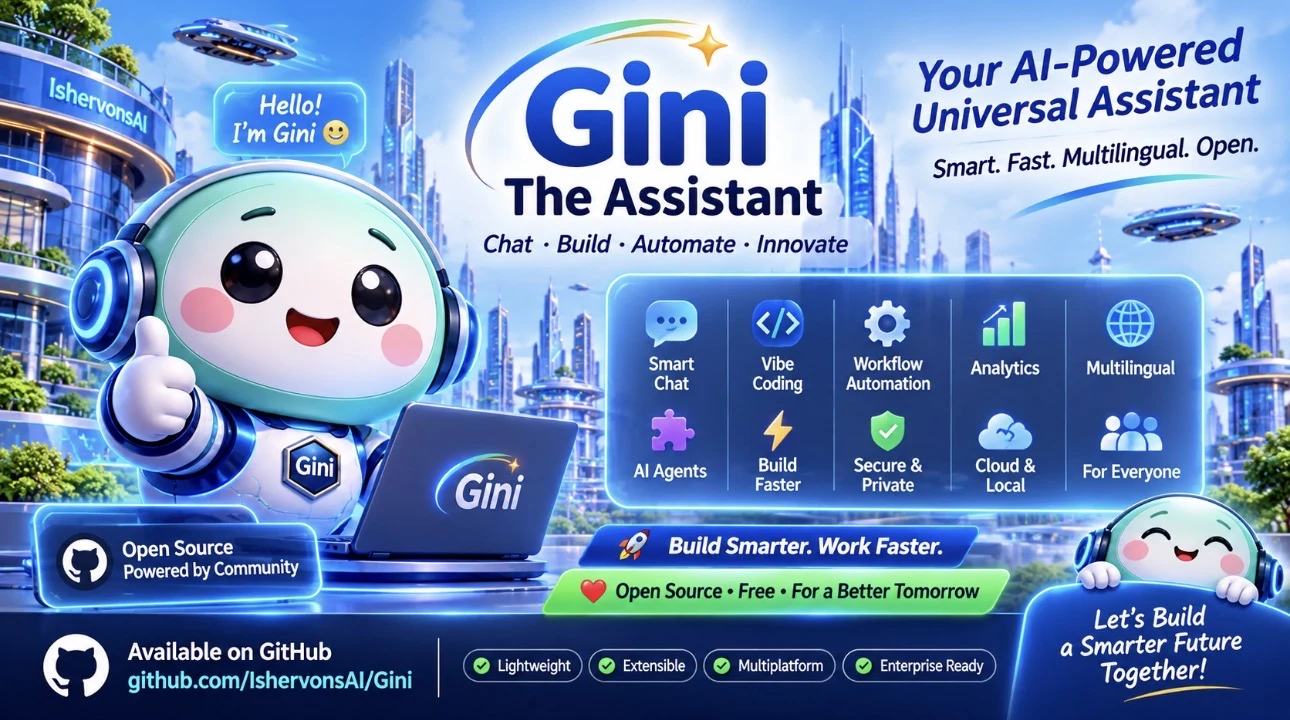 IshervonsAI
Hello!
I'm Gini 🙂
Gini
The Assistant
Chat · Build · Automate · Innovate
Your AI-Powered
Universal Assistant
Smart. Fast. Multilingual. Open.
Smart
Chat
Vibe
Coding
Workflow
Automation
Analytics
Multilingual
AI Agents
Build
Faster
Secure &
Private
Cloud &
Local
For Everyone
Gini
Gini
Open Source
Powered by Community
🚀 Build Smarter. Work Faster.
❤️ Open Source • Free • For a Better Tomorrow
Available on GitHub
github.com/IshervonsAI/Gini
Lightweight
Extensible
Multiplatform
Enterprise Ready
Let's Build
a Smarter Future
Together!